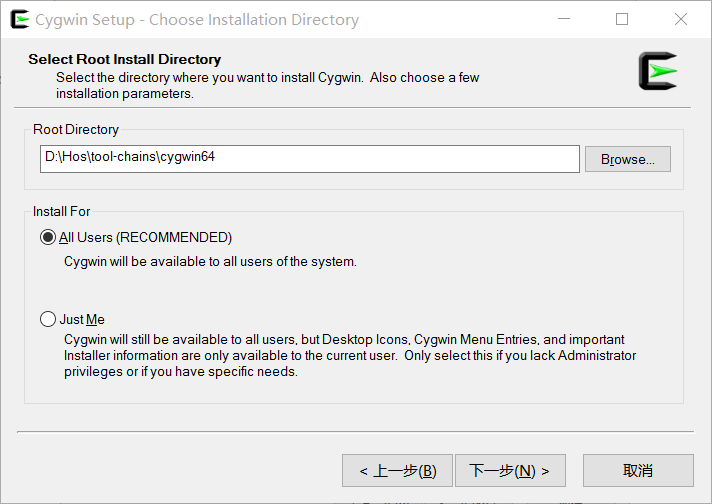 Cygwin Setup - Choose Installation Directory
Select Root Install Directory
Select the directory where you want to install Cygwin.  Also choose a few
installation parameters.
Root Directory
D:\Hos\tool-chains\cygwin64
Browse...
Install For
All Users (RECOMMENDED)
Cygwin will be available to all users of the system.
Just Me
Cygwin will still be available to all users, but Desktop Icons, Cygwin Menu Entries, and important
Installer information are only available to the current user.  Only select this if you lack Administrator
privileges or if you have specific needs.
< 上一步(B)
下一步(N) >
取消